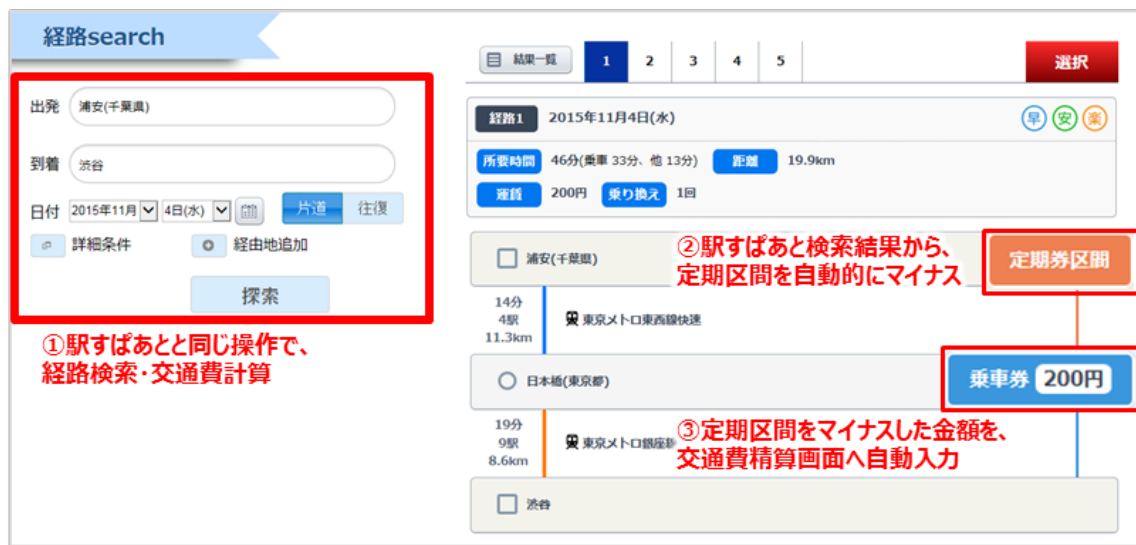 経路search
出発 浦安(千葉県)
到着 渋谷
日付 2015年11月 4日(水) 片道 往復
詳細条件 経由地追加
探索
①駅すぱあとと同じ操作で、
経路検索・交通費計算
結果一覧 1 2 3 4 5 選択
経路1 2015年11月4日(水) 早 安 楽
所要時間 46分(乗車 33分、他 13分) 距離 19.9km
運賃 200円 乗り換え 1回
浦安(千葉県)
②駅すぱあと検索結果から、
定期区間を自動的にマイナス
定期券区間
14分
4駅
11.3km
東京メトロ東西線快速
日本橋(東京都)
乗車券 200円
19分
9駅
8.6km
東京メトロ銀座線
③定期区間をマイナスした金額を、
交通費精算画面へ自動入力
渋谷